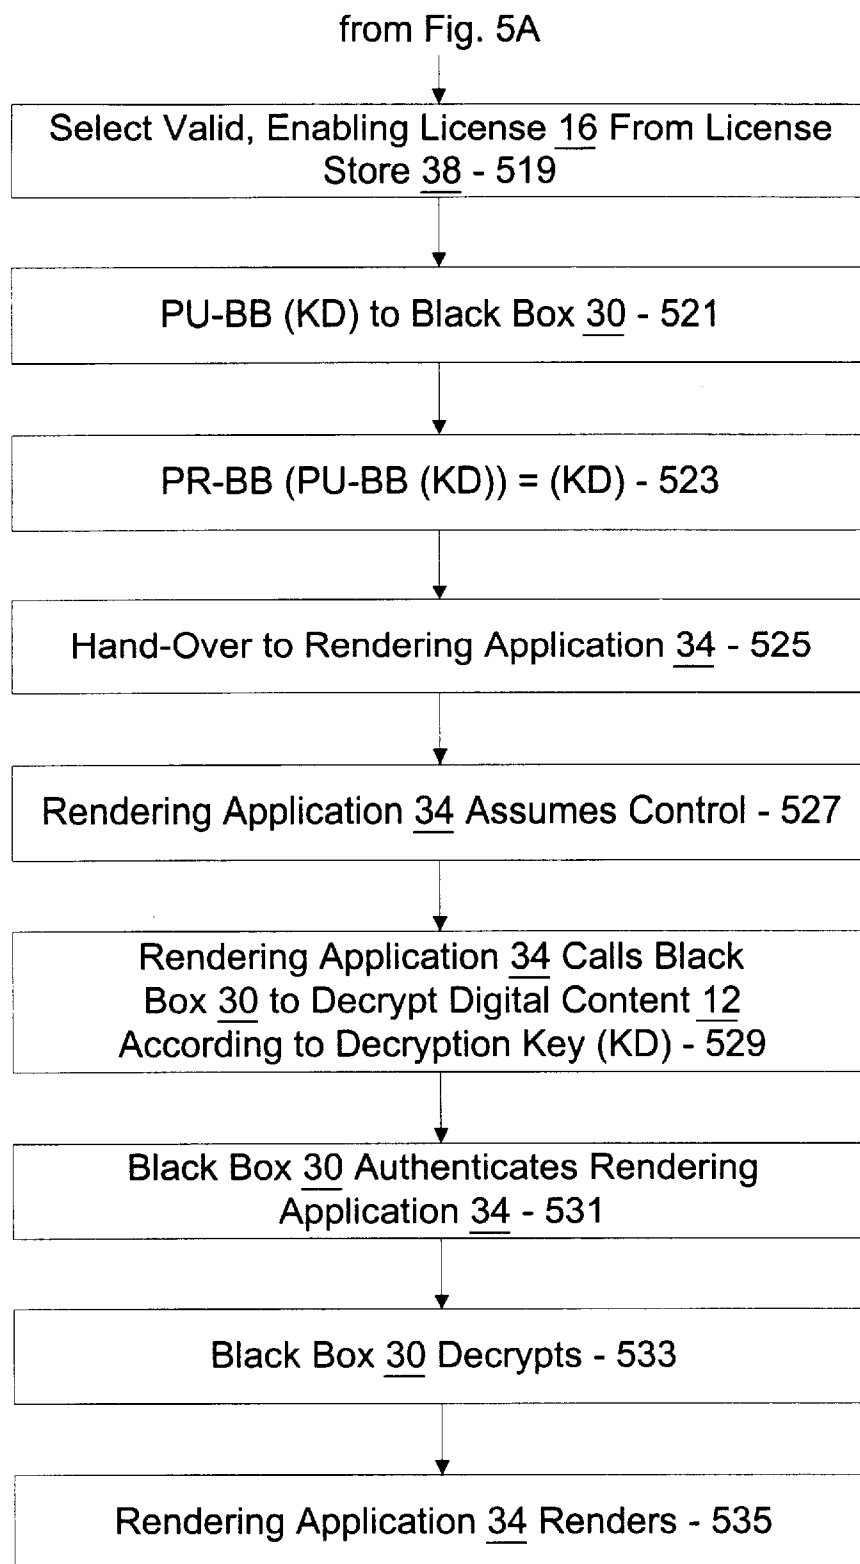 from Fig. 5A
Select Valid, Enabling License 16 From License
Store 38 - 519
PU-BB (KD) to Black Box 30 - 521
PR-BB (PU-BB (KD)) = (KD) - 523
Hand-Over to Rendering Application 34 - 525
Rendering Application 34 Assumes Control - 527
Rendering Application 34 Calls Black
Box 30 to Decrypt Digital Content 12
According to Decryption Key (KD) - 529
Black Box 30 Authenticates Rendering
Application 34 - 531
Black Box 30 Decrypts - 533
Rendering Application 34 Renders - 535